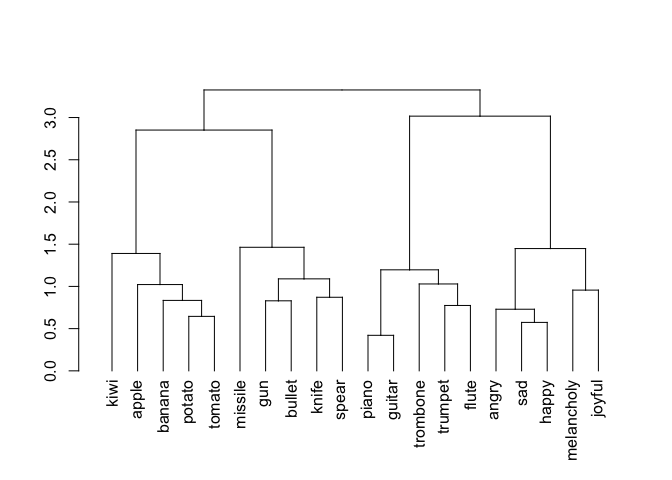 3.0
2.5
2.0
1.5
1.0
0.5
0.0
kiwi
apple
banana
potato
tomato
missile
gun
bullet
knife
spear
piano
guitar
trombone
trumpet
flute
angry
sad
happy
melancholy
joyful